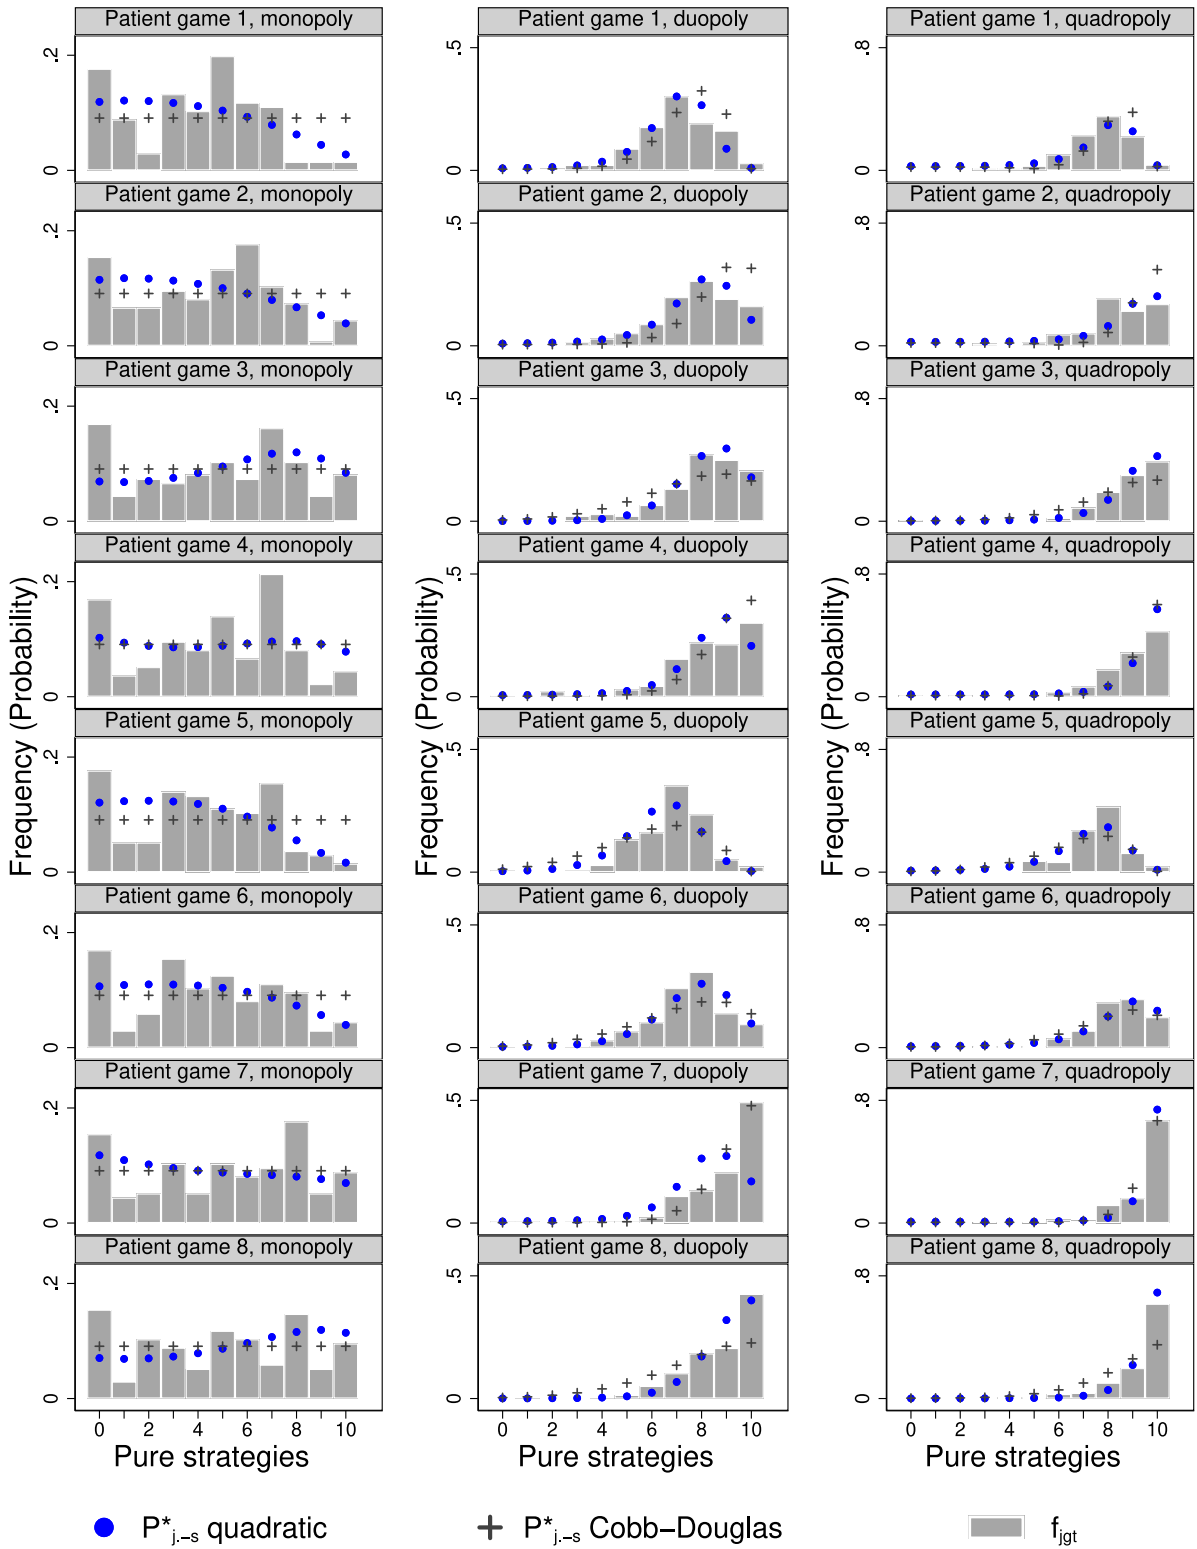 Patient game 1, monopoly
Patient game 1, duopoly
Patient game 1, quadropoly
.2
0
.5
0
.8
0
Patient game 2, monopoly
Patient game 2, duopoly
Patient game 2, quadropoly
.2
0
.5
0
.8
0
Patient game 3, monopoly
Patient game 3, duopoly
Patient game 3, quadropoly
.2
0
.5
0
.8
0
Patient game 4, monopoly
Patient game 4, duopoly
Patient game 4, quadropoly
.2
0
.5
0
.8
0
Frequency (Probability)
Frequency (Probability)
Frequency (Probability)
Patient game 5, monopoly
Patient game 5, duopoly
Patient game 5, quadropoly
.2
0
.5
0
.8
0
Patient game 6, monopoly
Patient game 6, duopoly
Patient game 6, quadropoly
.2
0
.5
0
.8
0
Patient game 7, monopoly
Patient game 7, duopoly
Patient game 7, quadropoly
.2
0
.5
0
.8
0
Patient game 8, monopoly
Patient game 8, duopoly
Patient game 8, quadropoly
.2
0
.5
0
.8
0
0 2 4 6 8 10
0 2 4 6 8 10
0 2 4 6 8 10
Pure strategies
Pure strategies
Pure strategies
P*j.-s quadratic
P*j.-s Cobb-Douglas
fjgt